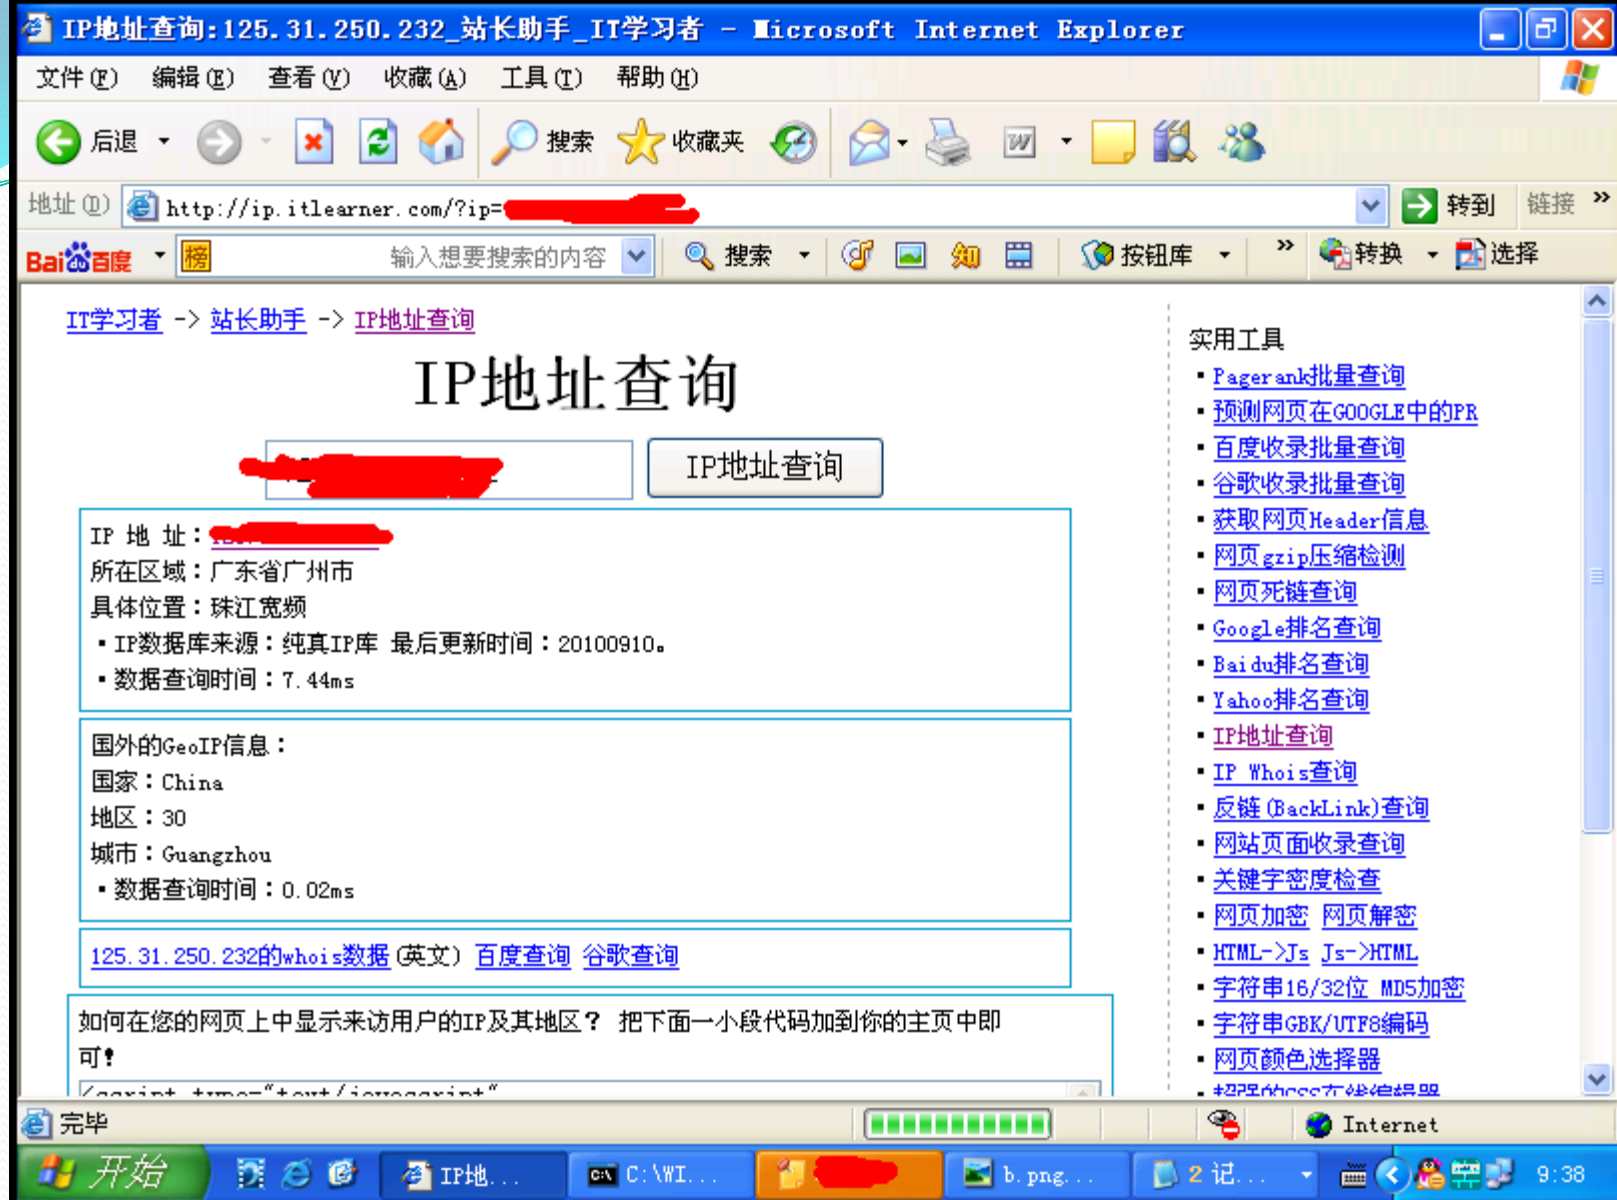 IP地址查询:125.31.250.232_站长助手_IT学习者 - Microsoft Internet Explorer
文件(F) 编辑(E) 查看(V) 收藏(A) 工具(T) 帮助(H)
后退 搜索 收藏夹
地址(D) http://ip.itlearner.com/?ip= 转到 链接 »
Bai百度 榜 输入想要搜索的内容 搜索 知 按钮库 » 转换 选择
IT学习者 -> 站长助手 -> IP地址查询
IP地址查询
IP地址查询
IP 地 址：
所在区域：广东省广州市
具体位置：珠江宽频
▪ IP数据库来源：纯真IP库 最后更新时间：20100910。
▪ 数据查询时间：7.44ms
国外的GeoIP信息：
国家：China
地区：30
城市：Guangzhou
▪ 数据查询时间：0.02ms
125.31.250.232的whois数据(英文) 百度查询 谷歌查询
如何在您的网页上中显示来访用户的IP及其地区？ 把下面一小段代码加到你的主页中即
可！
<script type="text/javascript"
实用工具
▪ Pagerank批量查询
▪ 预测网页在GOOGLE中的PR
▪ 百度收录批量查询
▪ 谷歌收录批量查询
▪ 获取网页Header信息
▪ 网页gzip压缩检测
▪ 网页死链查询
▪ Google排名查询
▪ Baidu排名查询
▪ Yahoo排名查询
▪ IP地址查询
▪ IP Whois查询
▪ 反链(BackLink)查询
▪ 网站页面收录查询
▪ 关键字密度检查
▪ 网页加密 网页解密
▪ HTML->Js Js->HTML
▪ 字符串16/32位 MD5加密
▪ 字符串GBK/UTF8编码
▪ 网页颜色选择器
▪ 超强的CSS在线编辑器
完毕 Internet
开始 IP地... C:\WI... b.png... 2 记... 9:38